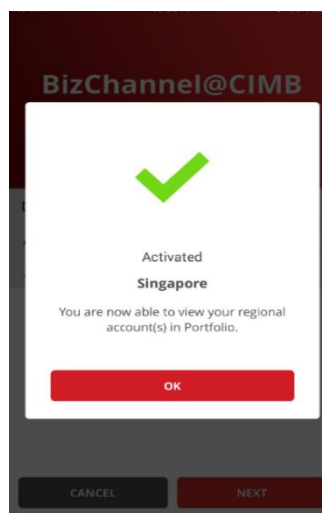 BizChannel@CIMB
Activated
Singapore
You are now able to view your regional
account(s) in Portfolio.
OK
CANCEL
NEXT